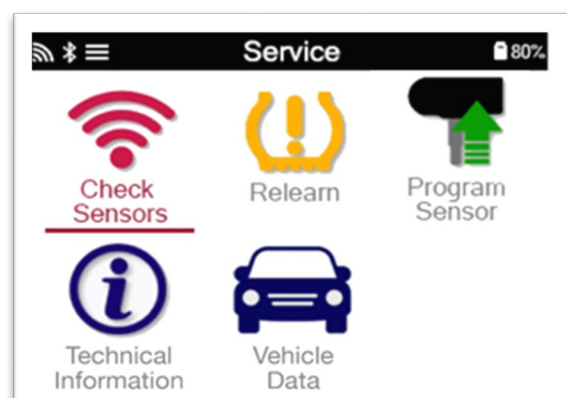 Service
80%
Check
Sensors
Relearn
Program
Sensor
Technical
Information
Vehicle
Data